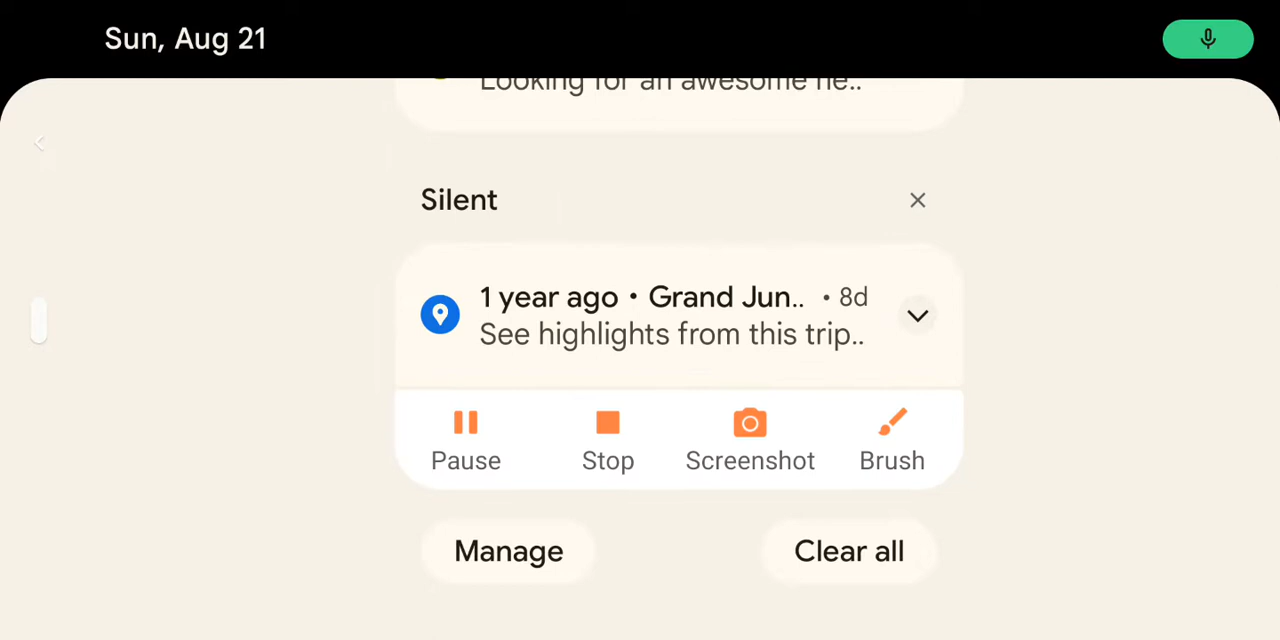 Sun, Aug 21
Looking for an awesome ne..
Silent
1 year ago • Grand Jun.. • 8d
See highlights from this trip..
Pause Stop Screenshot Brush
Manage Clear all